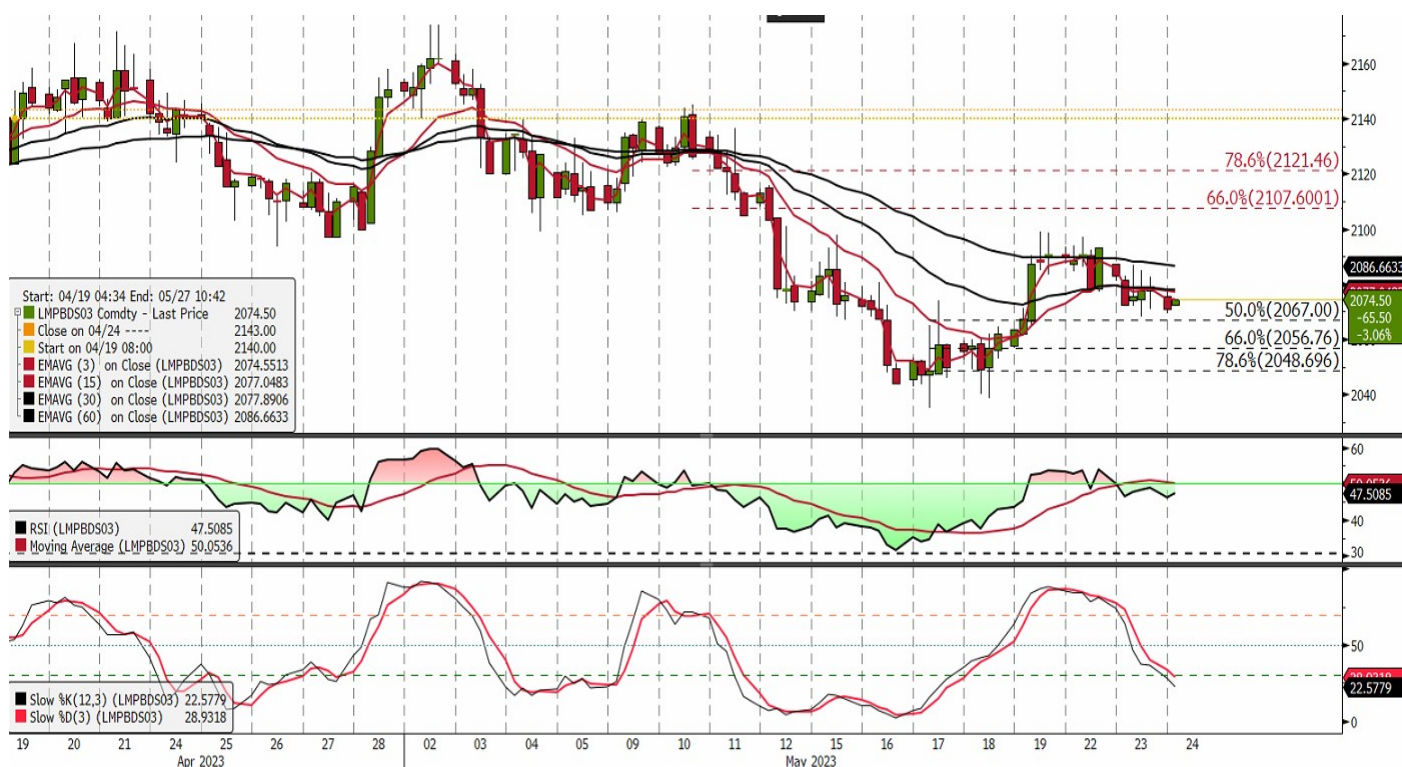 2160
2140
2120
2100
2040
78.6%(2121.46)
66.0%(2107.6001)
2086.6633
2074.50
-65.50
-3.06%
50.0%(2067.00)
66.0%(2056.76)
78.6%(2048.696)
Start: 04/19 04:34 End: 05/27 10:42
LMPBDS03 Comdty - Last Price 2074.50
Close on 04/24 ---- 2143.00
Start on 04/19 08:00 2140.00
EMAVG (3) on Close (LMPBDS03) 2074.5513
EMAVG (15) on Close (LMPBDS03) 2077.0483
EMAVG (30) on Close (LMPBDS03) 2077.8906
EMAVG (60) on Close (LMPBDS03) 2086.6633
60
47.5085
40
30
RSI (LMPBDS03) 47.5085
Moving Average (LMPBDS03) 50.0536
50
22.5779
0
Slow %K(12,3) (LMPBDS03) 22.5779
Slow %D(3) (LMPBDS03) 28.9318
19 20 21 24 25 26 27 28 02 03 04 05 09 10 11 12 15 16 17 18 19 22 23 24
Apr 2023 May 2023